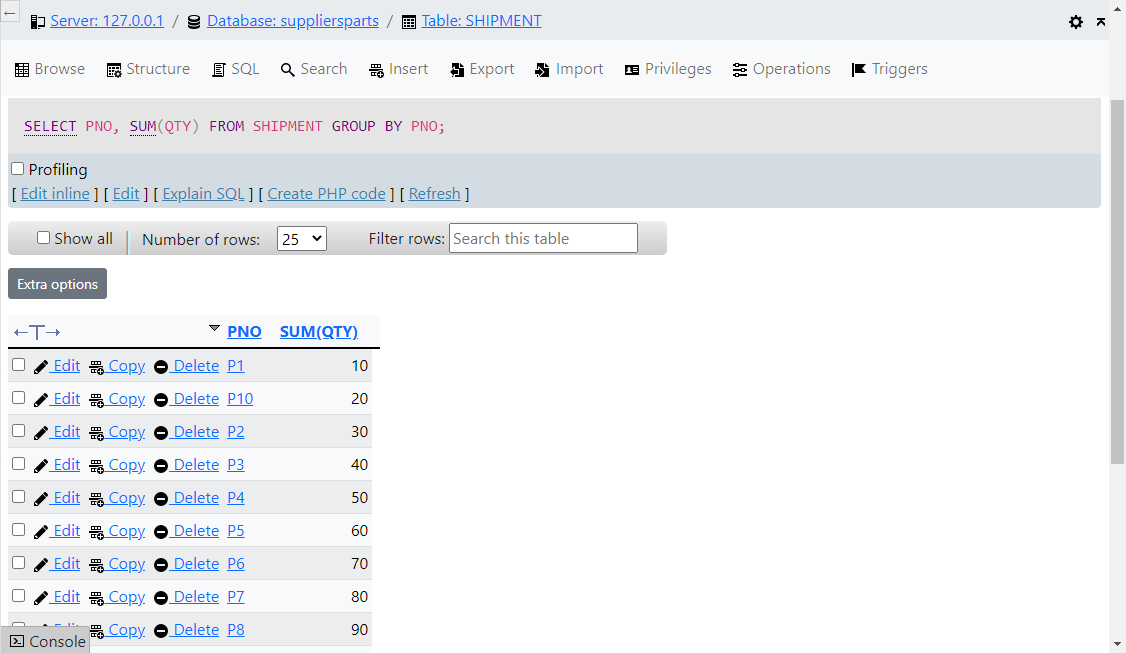 Server: 127.0.0.1 / Database: suppliersparts / Table: SHIPMENT
Browse Structure SQL Search Insert Export Import Privileges Operations Triggers
SELECT PNO, SUM(QTY) FROM SHIPMENT GROUP BY PNO;
Profiling
[ Edit inline ] [ Edit ] [ Explain SQL ] [ Create PHP code ] [ Refresh ]
Show all Number of rows: 25 Filter rows: Search this table
Extra options
←T→ PNO SUM(QTY)
Edit Copy Delete P1 10
Edit Copy Delete P10 20
Edit Copy Delete P2 30
Edit Copy Delete P3 40
Edit Copy Delete P4 50
Edit Copy Delete P5 60
Edit Copy Delete P6 70
Edit Copy Delete P7 80
Copy Delete P8 90
Console